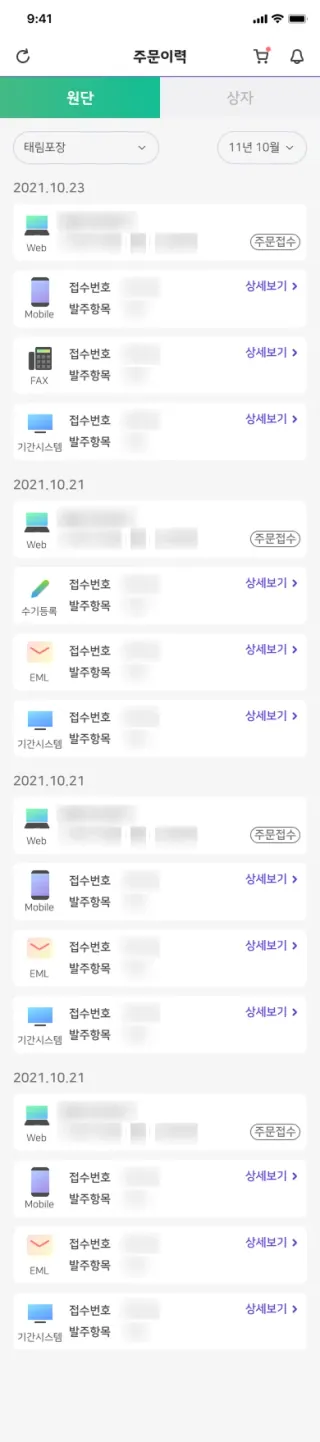 9:41
주문이력
원단 상자
태림포장 11년 10월
2021.10.23
Web 주문접수
접수번호 상세보기
Mobile 발주항목
접수번호 상세보기
FAX 발주항목
접수번호 상세보기
기간시스템 발주항목
2021.10.21
Web 주문접수
접수번호 상세보기
수기등록 발주항목
접수번호 상세보기
EML 발주항목
접수번호 상세보기
기간시스템 발주항목
2021.10.21
Web 주문접수
접수번호 상세보기
Mobile 발주항목
접수번호 상세보기
EML 발주항목
접수번호 상세보기
기간시스템 발주항목
2021.10.21
Web 주문접수
접수번호 상세보기
Mobile 발주항목
접수번호 상세보기
EML 발주항목
접수번호 상세보기
기간시스템 발주항목